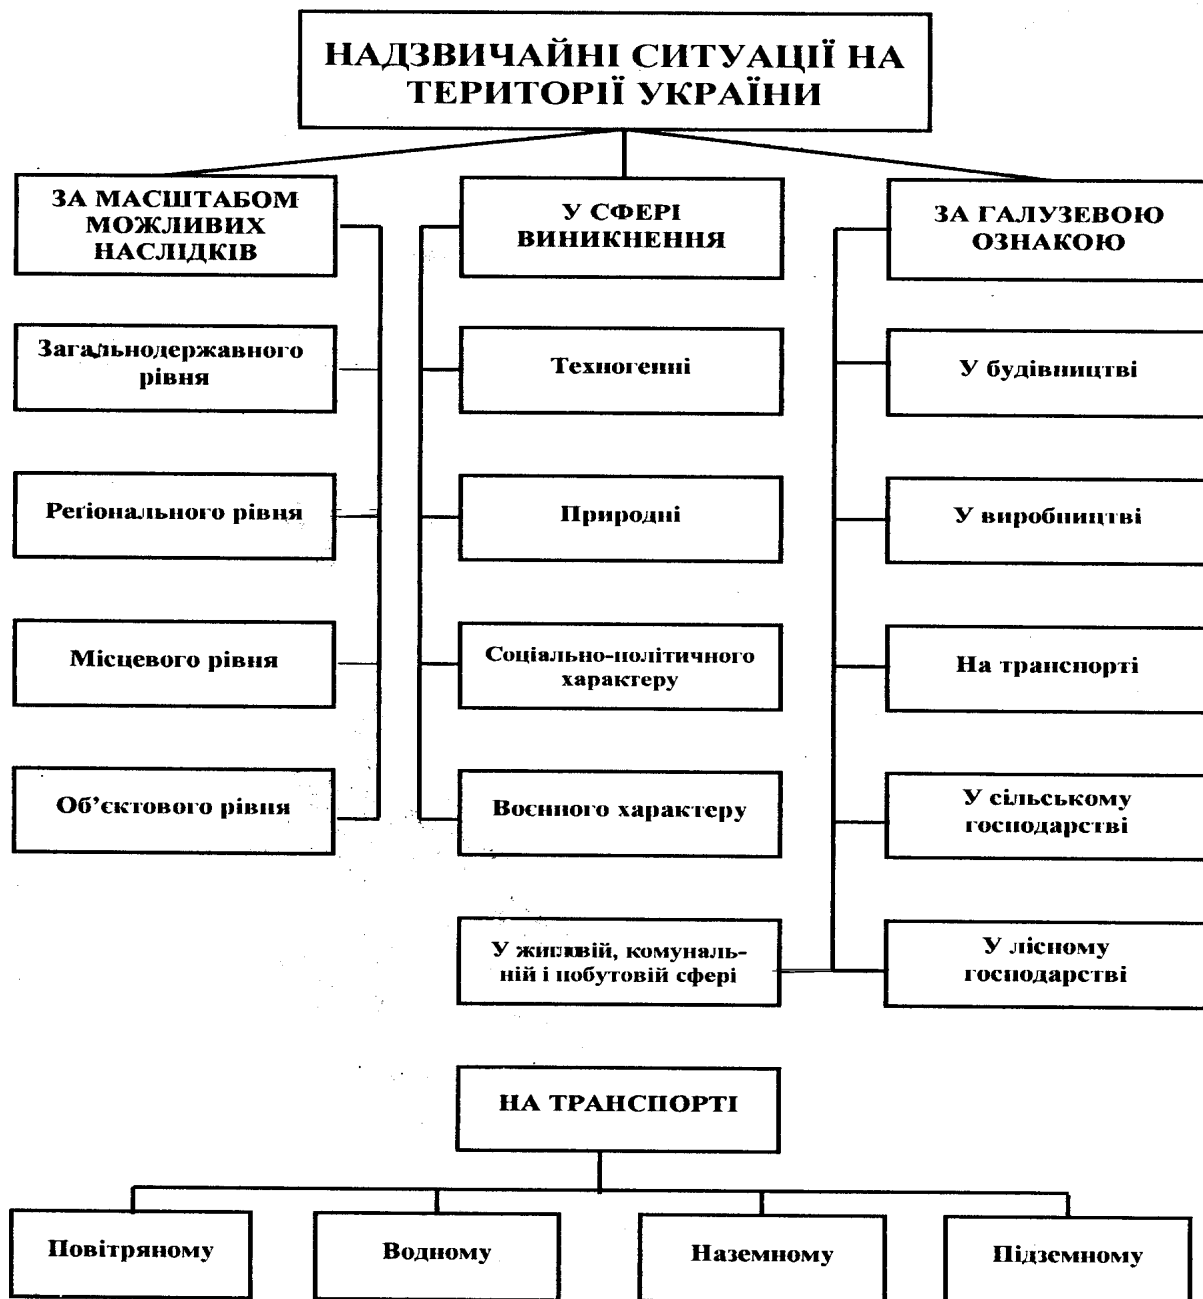 НАДЗВИЧАЙНІ СИТУАЦІЇ НА
ТЕРИТОРІЇ УКРАЇНИ
ЗА МАСШТАБОМ
МОЖЛИВИХ
НАСЛІДКІВ
Загальнодержавного
рівня
Реґіонального рівня
Місцевого рівня
Об’єктового рівня
У СФЕРІ
ВИНИКНЕННЯ
Техногенні
Природні
Соціально-політичного
характеру
Воєнного характеру
ЗА ГАЛУЗЕВОЮ
ОЗНАКОЮ
У будівництві
У виробництві
На транспорті
У сільському
господарстві
У лісному
господарстві
У житловій, комуналь-
ній і побутовій сфері
НА ТРАНСПОРТІ
Повітряному
Водному
Наземному
Підземному